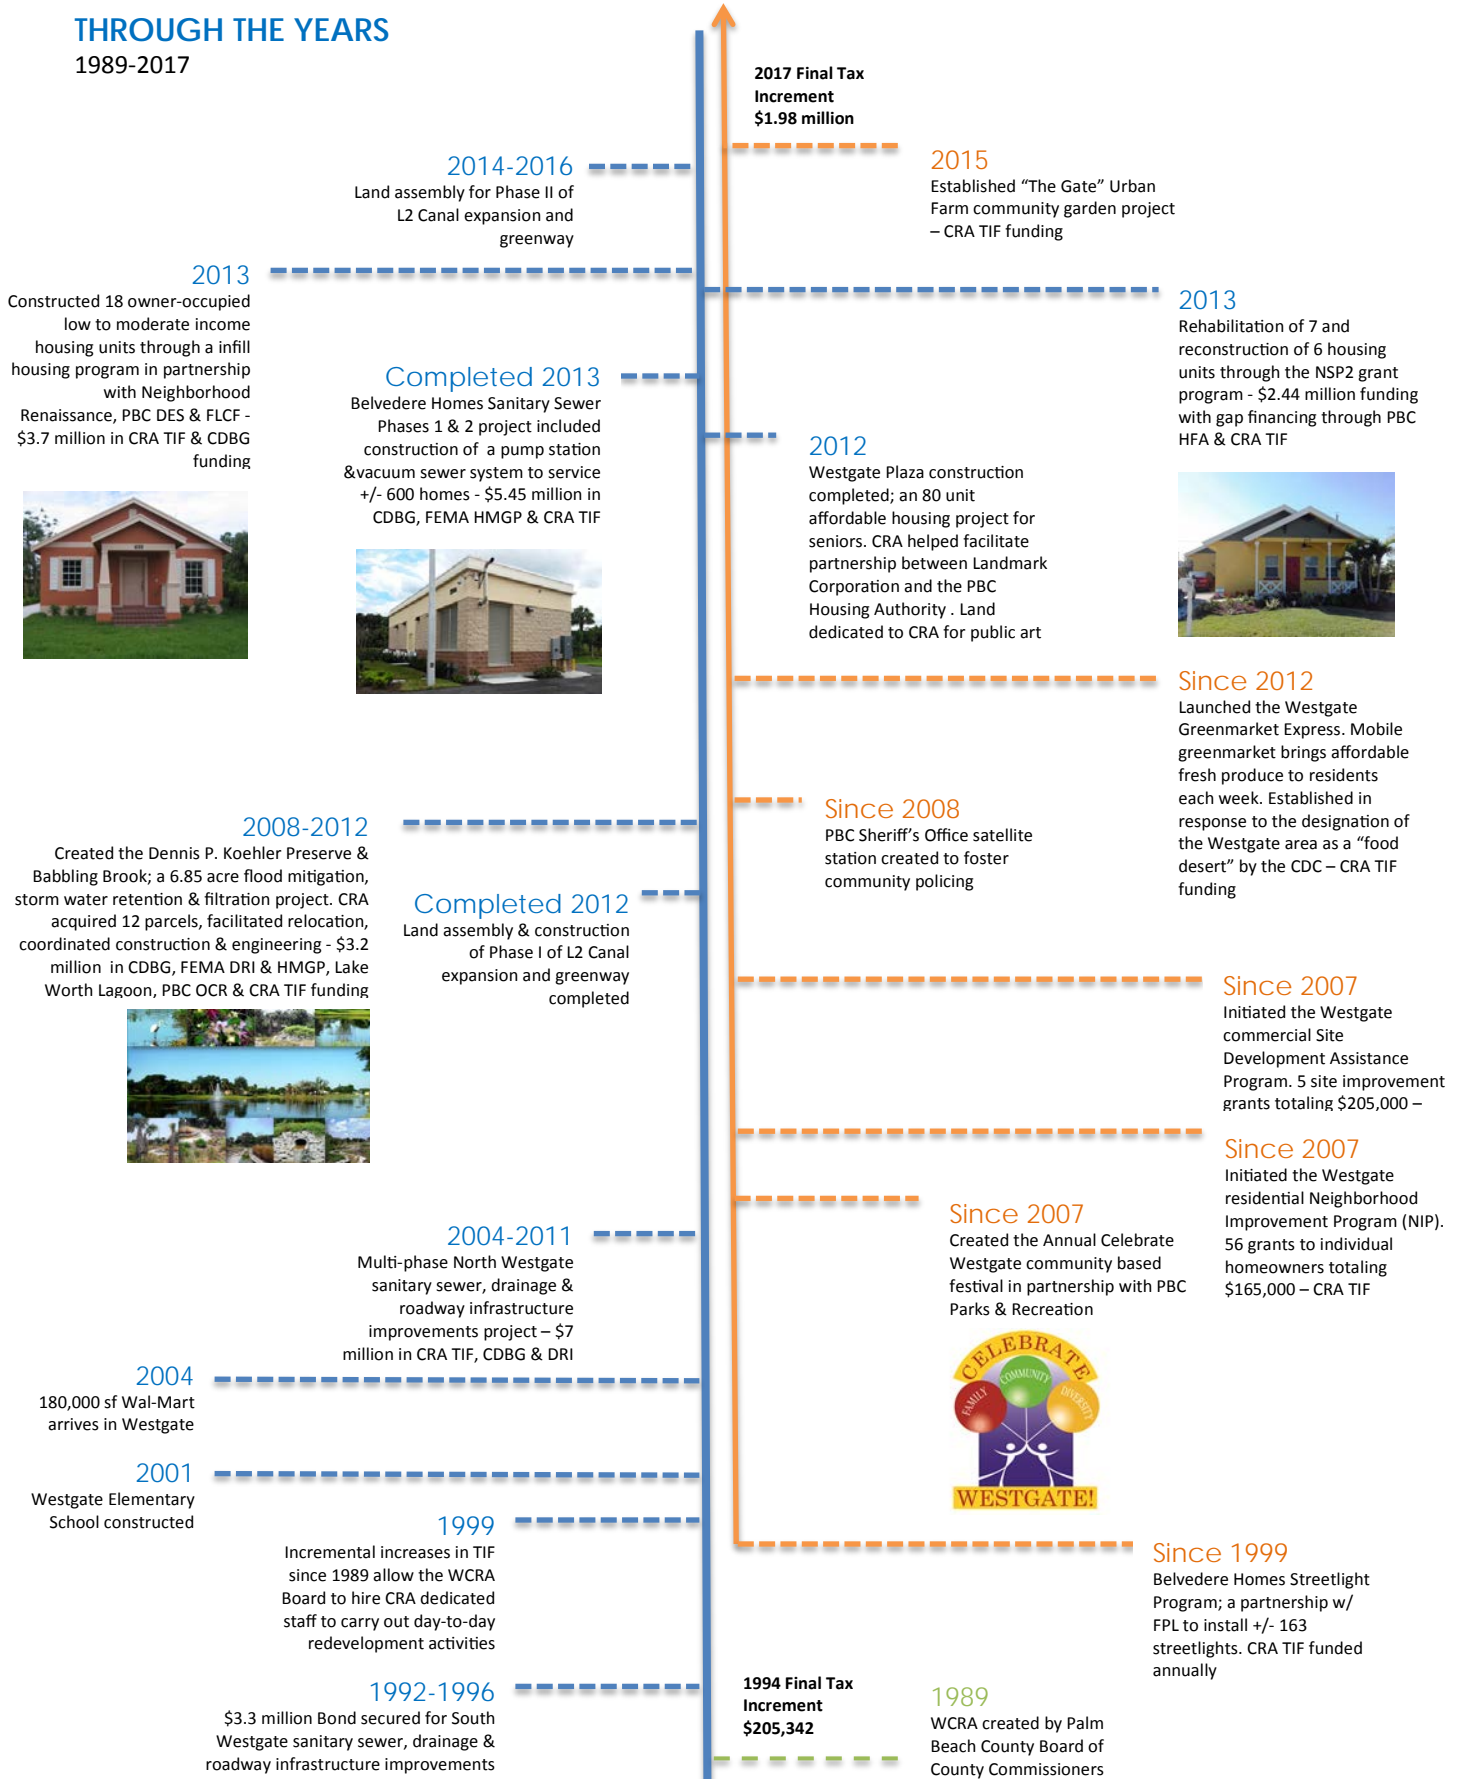 THROUGH THE YEARS
1989-2017
2017 Final Tax
Increment
$1.98 million
2014-2016
Land assembly for Phase II of
L2 Canal expansion and
greenway
2015
Established “The Gate” Urban
Farm community garden project
– CRA TIF funding
2013
Constructed 18 owner-occupied
low to moderate income
housing units through a infill
housing program in partnership
with Neighborhood
Renaissance, PBC DES & FLCF -
$3.7 million in CRA TIF & CDBG
funding
2013
Rehabilitation of 7 and
reconstruction of 6 housing
units through the NSP2 grant
program - $2.44 million funding
with gap financing through PBC
HFA & CRA TIF
Completed 2013
Belvedere Homes Sanitary Sewer
Phases 1 & 2 project included
construction of a pump station
&vacuum sewer system to service
+/- 600 homes - $5.45 million in
CDBG, FEMA HMGP & CRA TIF
2012
Westgate Plaza construction
completed; an 80 unit
affordable housing project for
seniors. CRA helped facilitate
partnership between Landmark
Corporation and the PBC
Housing Authority . Land
dedicated to CRA for public art
Since 2012
Launched the Westgate
Greenmarket Express. Mobile
greenmarket brings affordable
fresh produce to residents
each week. Established in
response to the designation of
the Westgate area as a “food
desert” by the CDC – CRA TIF
funding
Since 2008
PBC Sheriff’s Office satellite
station created to foster
community policing
2008-2012
Created the Dennis P. Koehler Preserve &
Babbling Brook; a 6.85 acre flood mitigation,
storm water retention & filtration project. CRA
acquired 12 parcels, facilitated relocation,
coordinated construction & engineering - $3.2
million in CDBG, FEMA DRI & HMGP, Lake
Worth Lagoon, PBC OCR & CRA TIF funding
Completed 2012
Land assembly & construction
of Phase I of L2 Canal
expansion and greenway
completed
Since 2007
Initiated the Westgate
commercial Site
Development Assistance
Program. 5 site improvement
grants totaling $205,000 –
Since 2007
Initiated the Westgate
residential Neighborhood
Improvement Program (NIP).
56 grants to individual
homeowners totaling
$165,000 – CRA TIF
Since 2007
Created the Annual Celebrate
Westgate community based
festival in partnership with PBC
Parks & Recreation
CELEBRATE
FAMILY
COMMUNITY
DIVERSITY
WESTGATE!
2004-2011
Multi-phase North Westgate
sanitary sewer, drainage &
roadway infrastructure
improvements project – $7
million in CRA TIF, CDBG & DRI
2004
180,000 sf Wal-Mart
arrives in Westgate
2001
Westgate Elementary
School constructed
1999
Incremental increases in TIF
since 1989 allow the WCRA
Board to hire CRA dedicated
staff to carry out day-to-day
redevelopment activities
Since 1999
Belvedere Homes Streetlight
Program; a partnership w/
FPL to install +/- 163
streetlights. CRA TIF funded
annually
1992-1996
$3.3 million Bond secured for South
Westgate sanitary sewer, drainage &
roadway infrastructure improvements
1994 Final Tax
Increment
$205,342
1989
WCRA created by Palm
Beach County Board of
County Commissioners